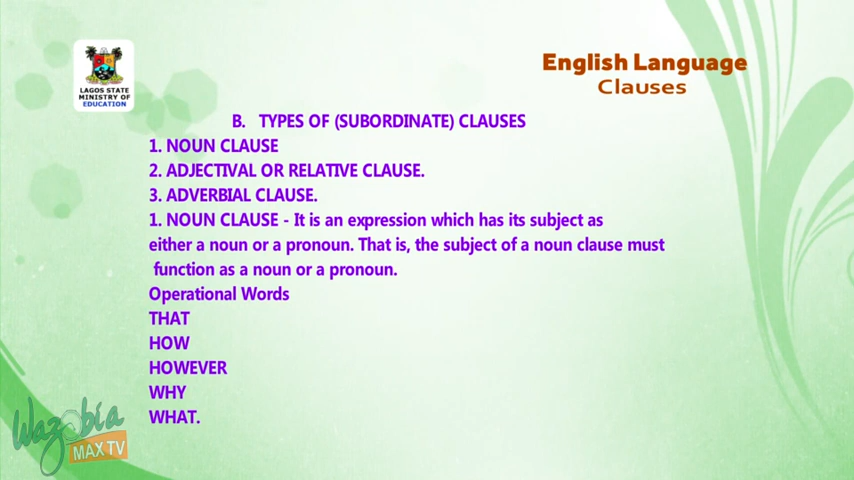 LAGOS STATE
MINISTRY OF
EDUCATION
English Language
Clauses
B. TYPES OF (SUBORDINATE) CLAUSES
1. NOUN CLAUSE
2. ADJECTIVAL OR RELATIVE CLAUSE.
3. ADVERBIAL CLAUSE.
1. NOUN CLAUSE - It is an expression which has its subject as
either a noun or a pronoun. That is, the subject of a noun clause must
function as a noun or a pronoun.
Operational Words
THAT
HOW
HOWEVER
WHY
WHAT.
Wazobia
MAX TV